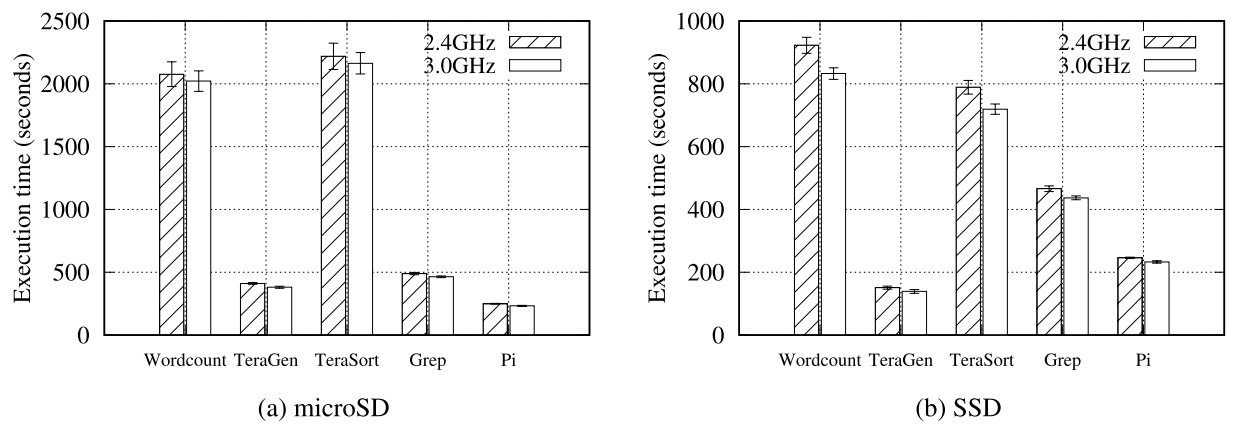 Execution time (seconds)
2500
2000
1500
1000
500
0
2.4GHz
3.0GHz
Wordcount TeraGen TeraSort Grep Pi
(a) microSD
Execution time (seconds)
1000
800
600
400
200
0
2.4GHz
3.0GHz
Wordcount TeraGen TeraSort Grep Pi
(b) SSD